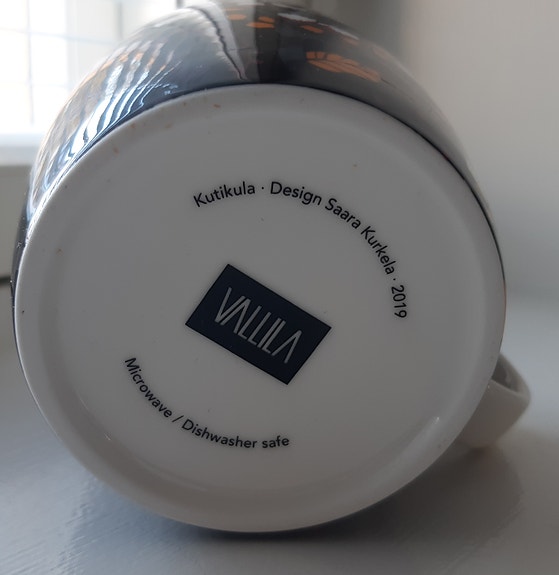 Kutikula · Design Saara Kurkela · 2019
VALLILA
Microwave / Dishwasher safe